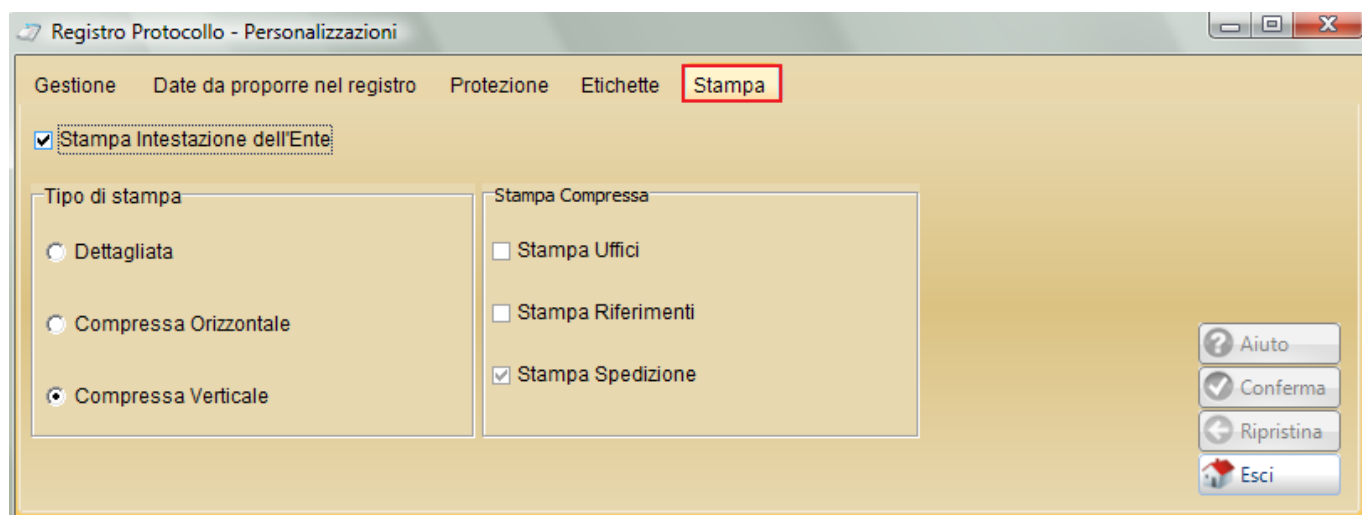 Registro Protocollo - Personalizzazioni
Gestione Date da proporre nel registro Protezione Etichette Stampa
Stampa Intestazione dell'Ente
Tipo di stampa
Dettagliata
Compressa Orizzontale
Compressa Verticale
Stampa Compressa
Stampa Uffici
Stampa Riferimenti
Stampa Spedizione
Aiuto
Conferma
Ripristina
Esci